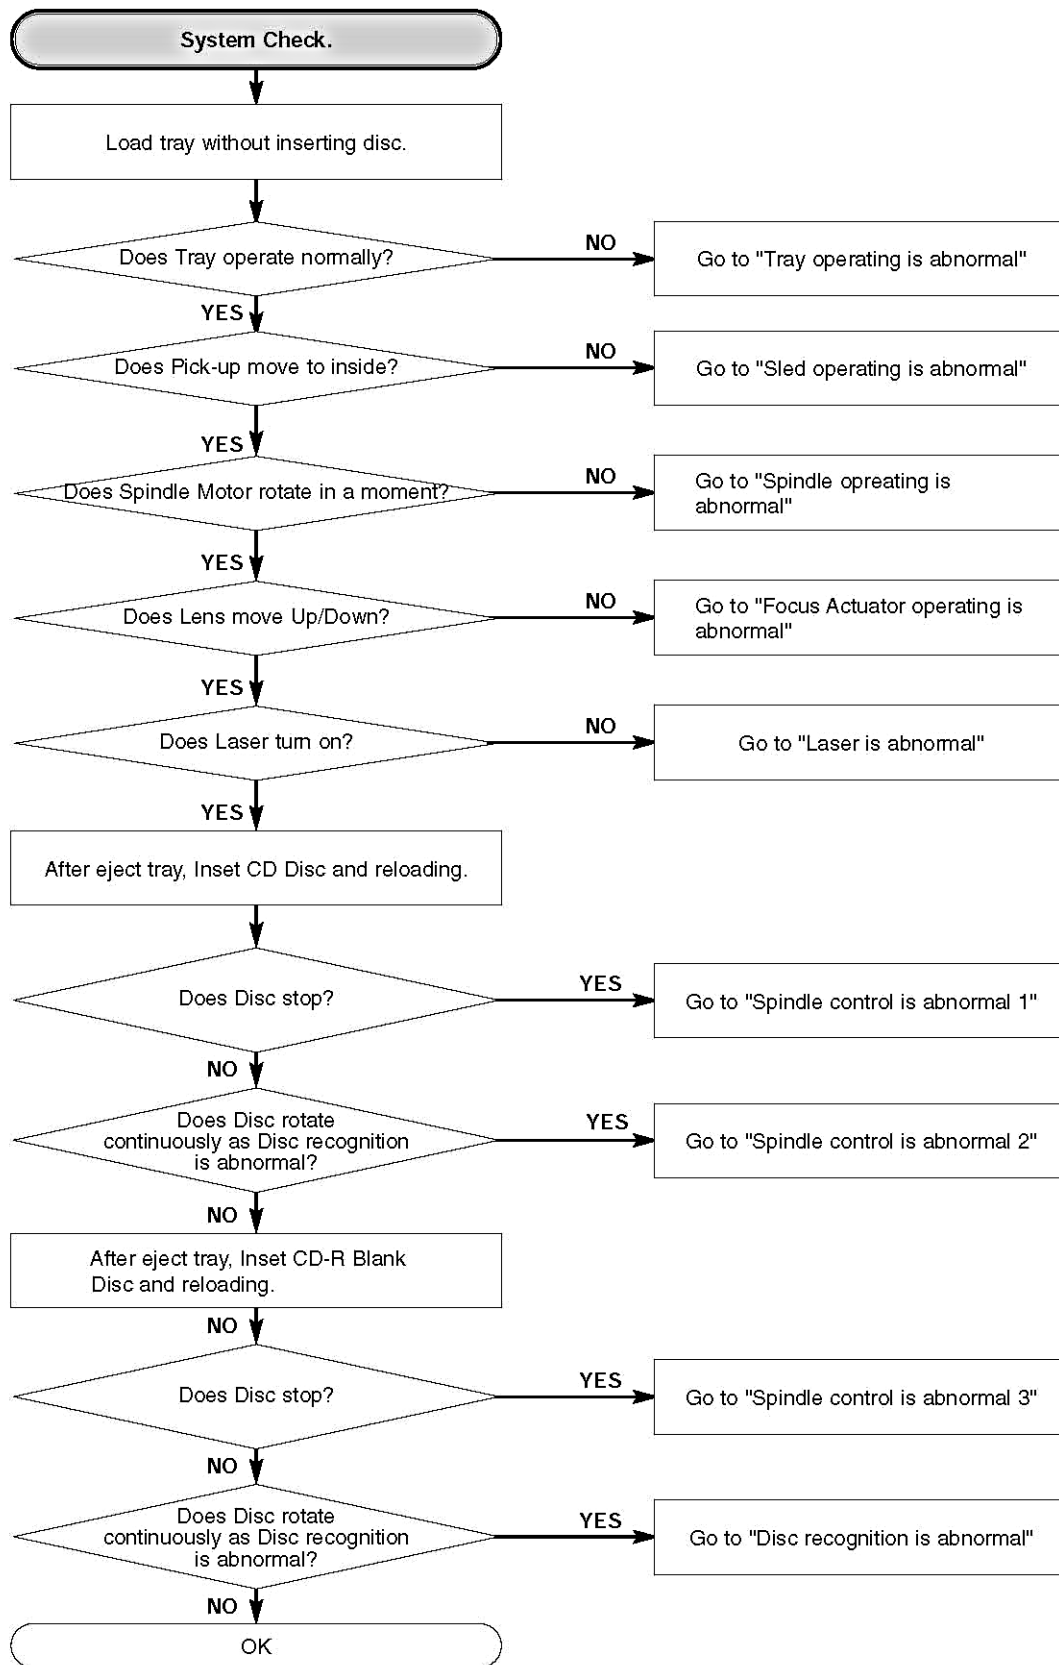 System Check.
Load tray without inserting disc.
Does Tray operate normally?
NO
Go to "Tray operating is abnormal"
YES
Does Pick-up move to inside?
NO
Go to "Sled operating is abnormal"
YES
Does Spindle Motor rotate in a moment?
NO
Go to "Spindle opreating is
abnormal"
YES
Does Lens move Up/Down?
NO
Go to "Focus Actuator operating is
abnormal"
YES
Does Laser turn on?
NO
Go to "Laser is abnormal"
YES
After eject tray, Inset CD Disc and reloading.
Does Disc stop?
YES
Go to "Spindle control is abnormal 1"
NO
Does Disc rotate
continuously as Disc recognition
is abnormal?
YES
Go to "Spindle control is abnormal 2"
NO
After eject tray, Inset CD-R Blank
Disc and reloading.
NO
Does Disc stop?
YES
Go to "Spindle control is abnormal 3"
NO
Does Disc rotate
continuously as Disc recognition
is abnormal?
YES
Go to "Disc recognition is abnormal"
NO
OK